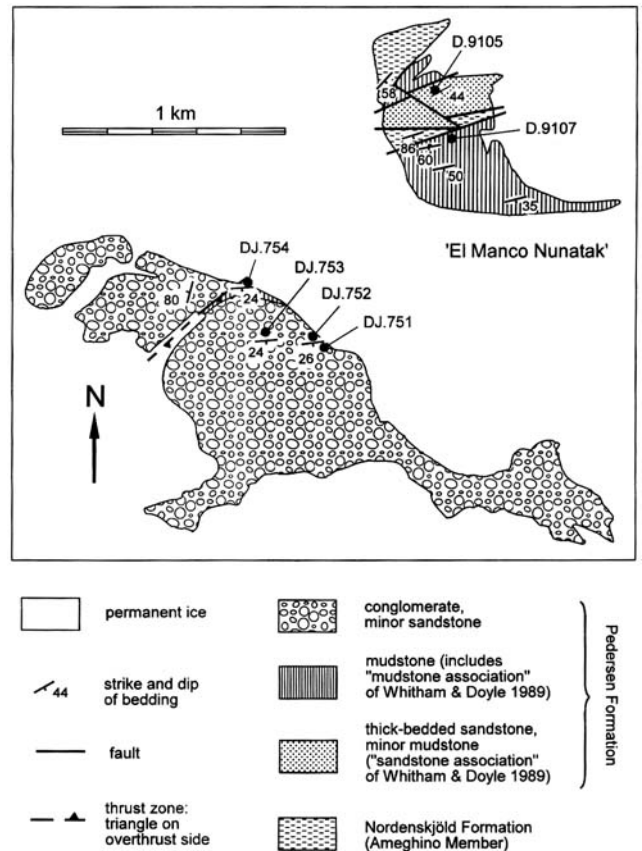 D.9105
58
44
1 km
D.9107
86
60
50
35
'El Manco Nunatak'
DJ.754
DJ.753
80
DJ.752
24
DJ.751
24
26
N
permanent ice
conglomerate,
minor sandstone
strike and dip
of bedding
44
mudstone (includes
"mudstone association"
of Whitham & Doyle 1989)
fault
thick-bedded sandstone,
minor mudstone
("sandstone association"
of Whitham & Doyle 1989)
Pedersen Formation
thrust zone:
triangle on
overthrust side
Nordenskjöld Formation
(Ameghino Member)